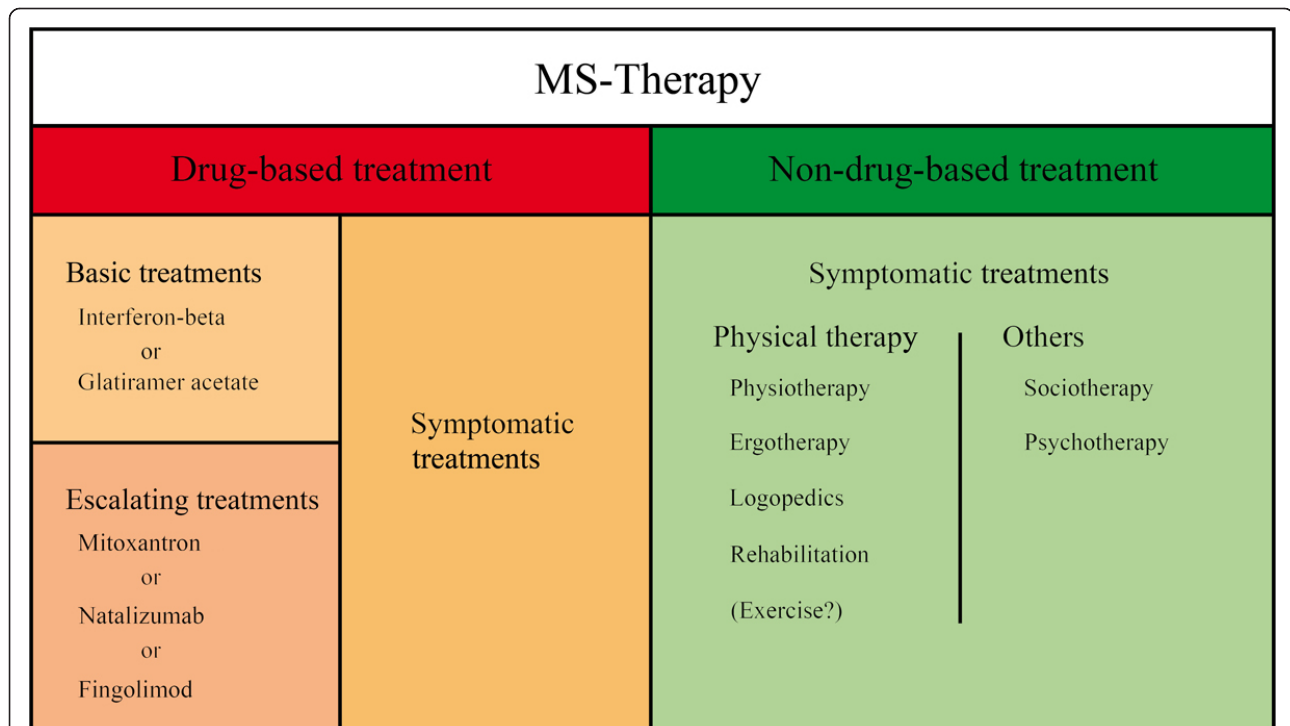 MS-Therapy
Drug-based treatment
Non-drug-based treatment
Basic treatments
Interferon-beta
or
Glatiramer acetate
Escalating treatments
Mitoxantron
or
Natalizumab
or
Fingolimod
Symptomatic
treatments
Symptomatic treatments
Physical therapy
Physiotherapy
Ergotherapy
Logopedics
Rehabilitation
(Exercise?)
Others
Sociotherapy
Psychotherapy